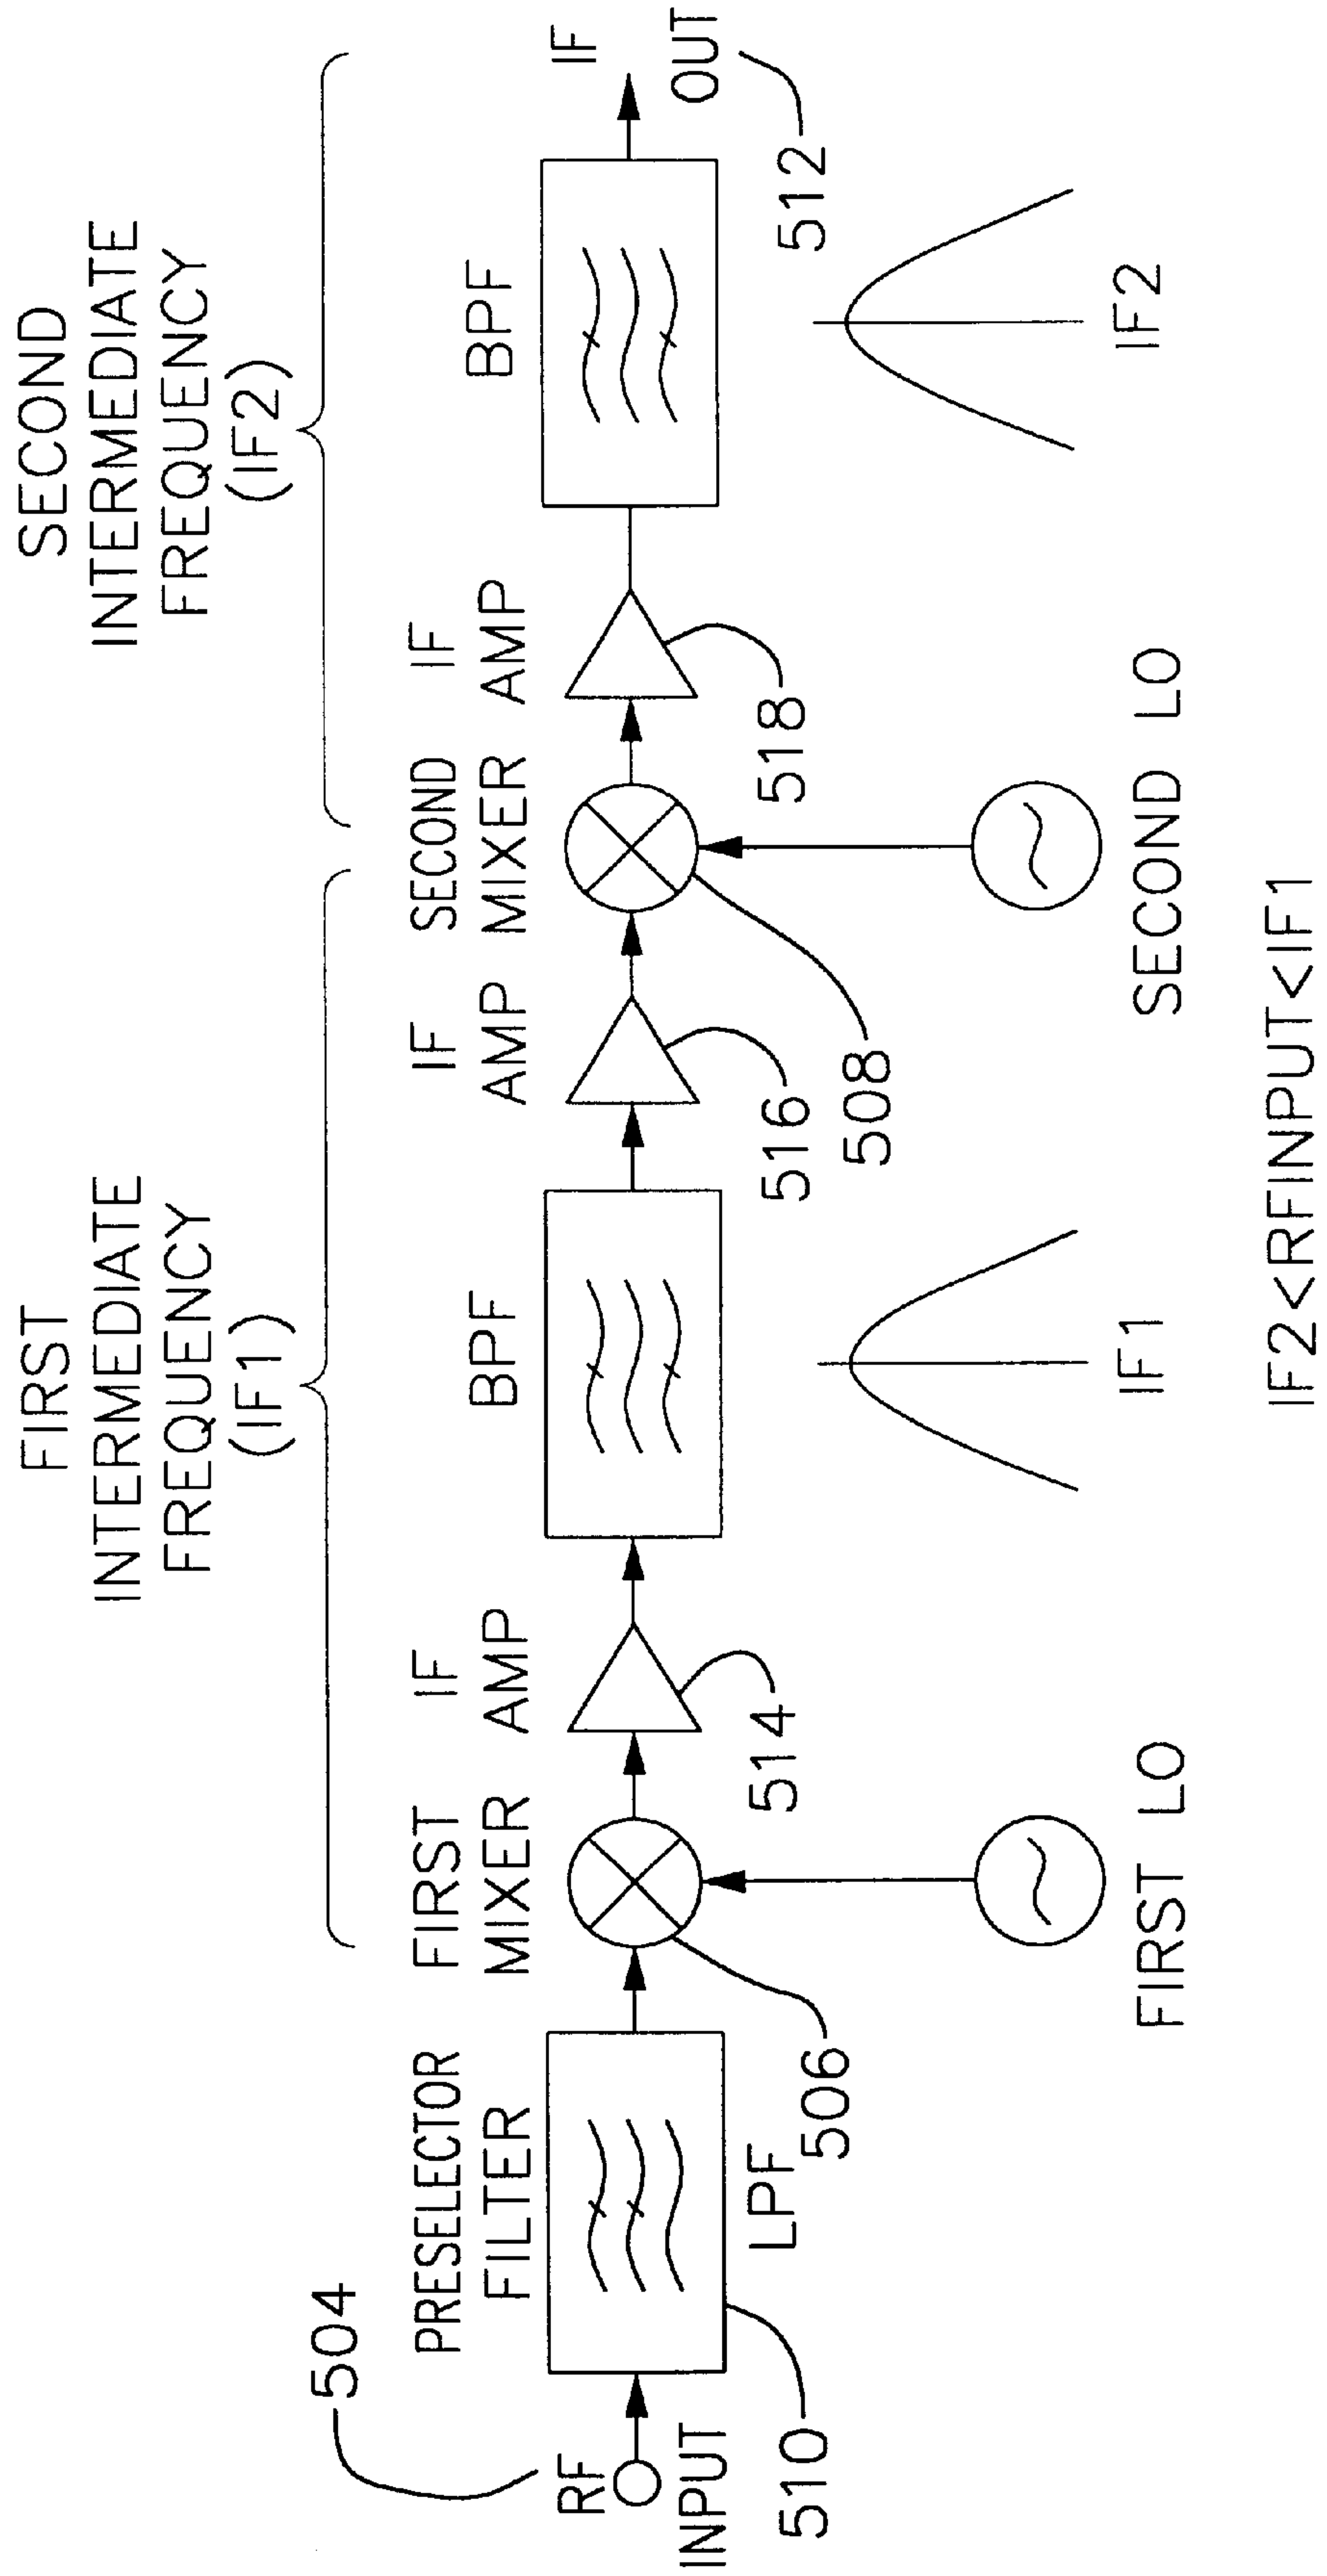 FIRST
INTERMEDIATE
FREQUENCY
(IF1)
SECOND
INTERMEDIATE
FREQUENCY
(IF2)
504
RF
INPUT
PRESELECTOR
FILTER
510
LPF
FIRST
MIXER
506
FIRST LO
IF
AMP
514
BPF
IF1
IF
AMP
516
SECOND
MIXER
508
SECOND LO
IF
AMP
518
BPF
IF2
IF
OUT
512
IF2<RFINPUT<IF1